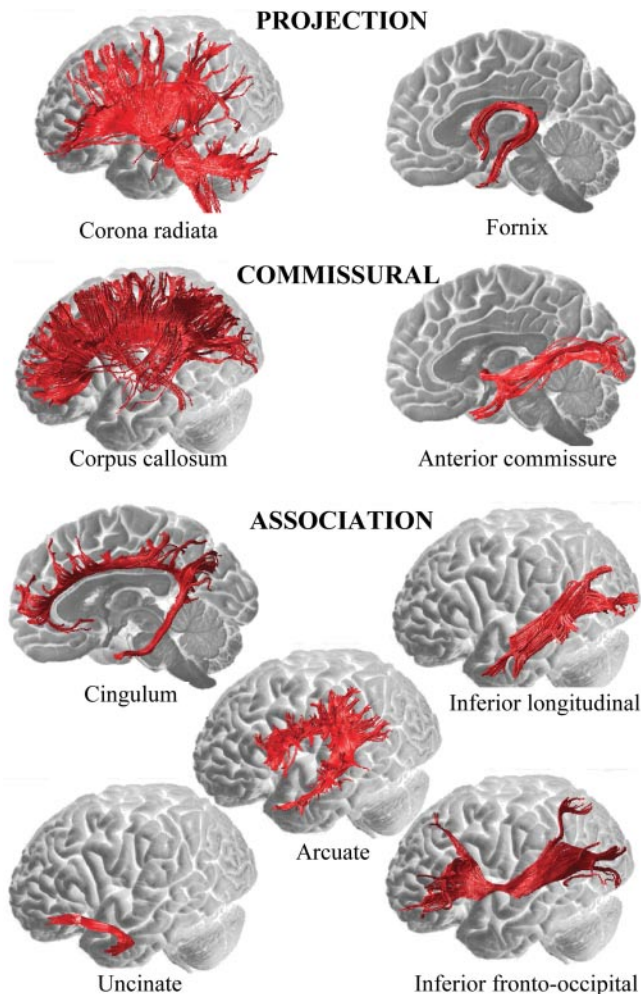 PROJECTION
Corona radiata
Fornix
COMMISSURAL
Corpus callosum
Anterior commissure
ASSOCIATION
Cingulum
Inferior longitudinal
Arcuate
Uncinate
Inferior fronto-occipital